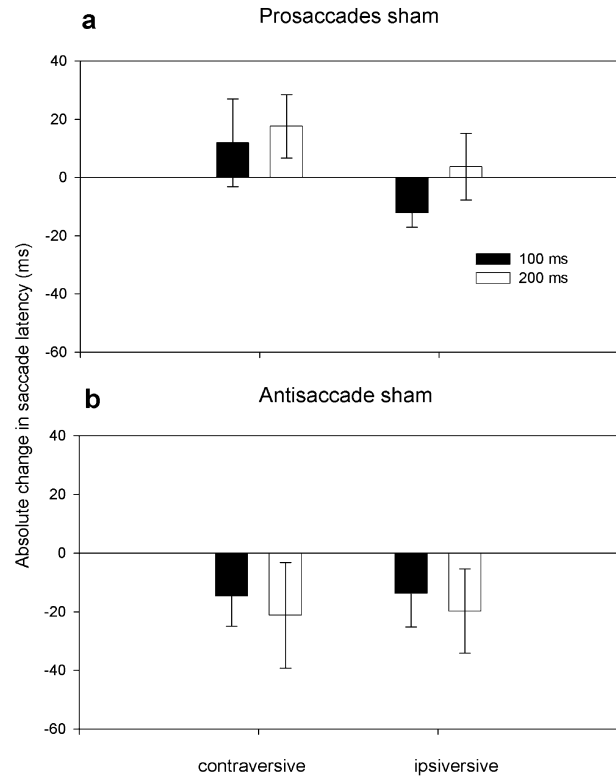 a
Prosaccades sham
40
20
0
-20
-40
-60
100 ms
200 ms
Absolute change in saccade latency (ms)
b
Antisaccade sham
40
20
0
-20
-40
-60
contraversive ipsiversive